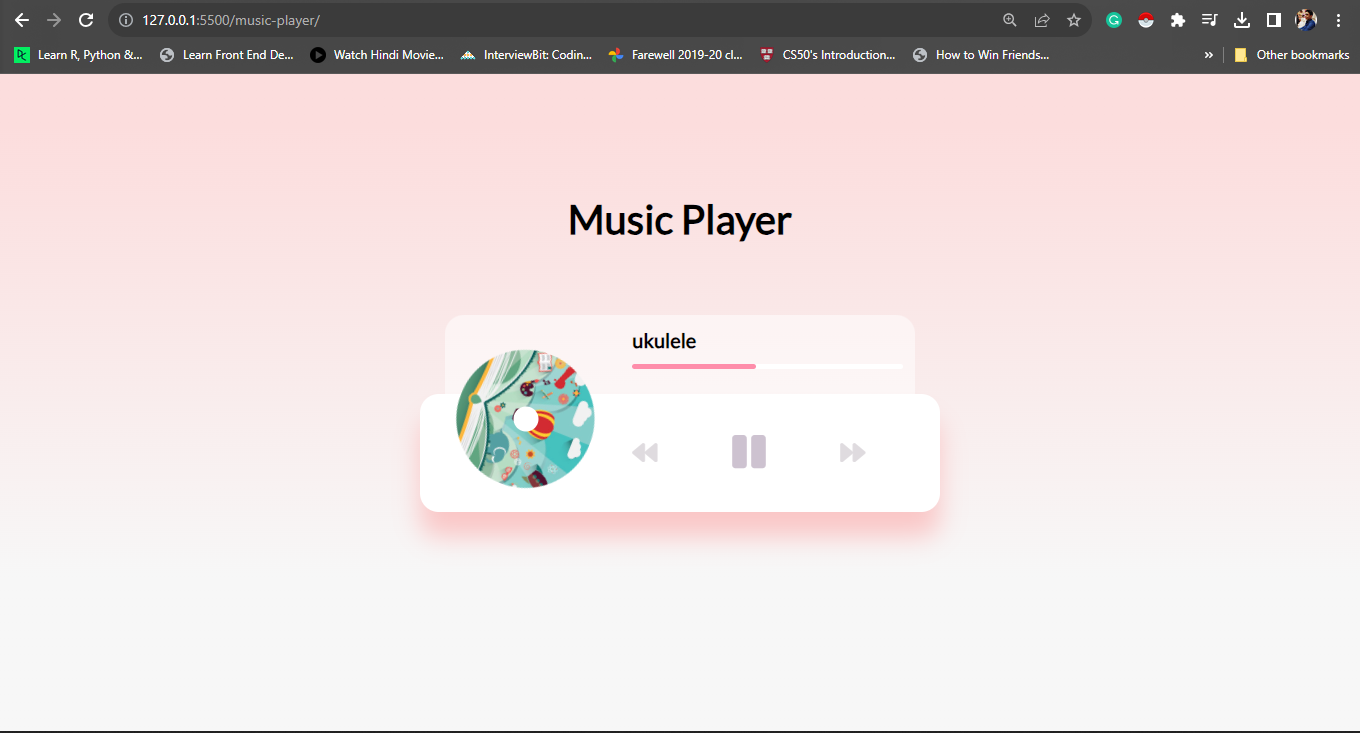 127.0.0.1:5500/music-player/
Learn R, Python &... Learn Front End De... Watch Hindi Movie... InterviewBit: Codin... Farewell 2019-20 cl... CS50's Introduction... How to Win Friends... » Other bookmarks
Music Player
ukulele